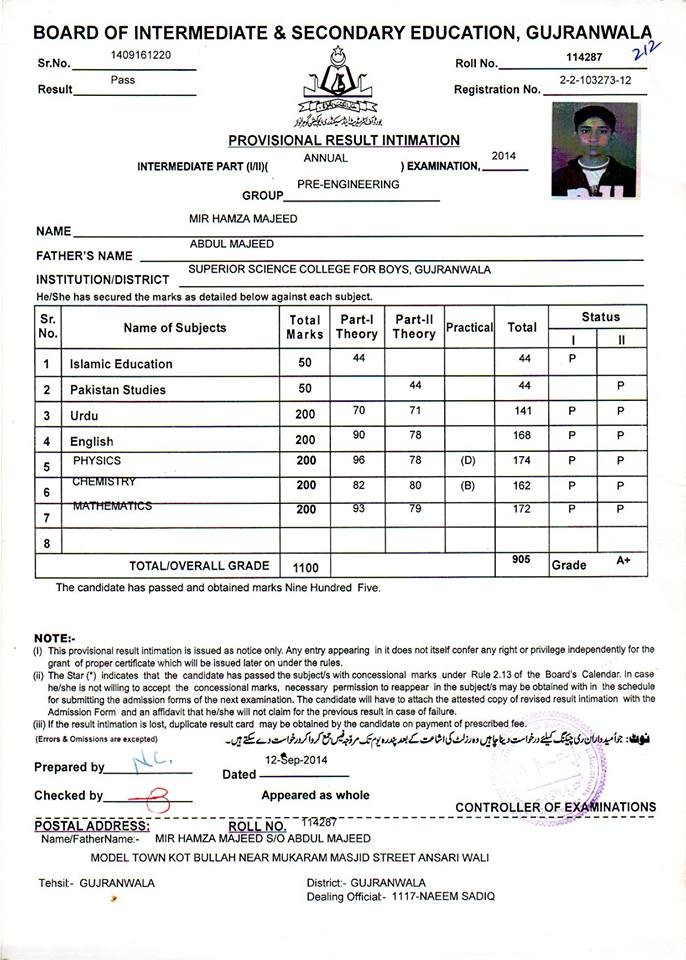 BOARD OF INTERMEDIATE & SECONDARY EDUCATION, GUJRANWALA
Sr.No. 1409161220
Roll No. 114287 212
Result Pass
Registration No. 2-2-103273-12
PROVISIONAL RESULT INTIMATION
INTERMEDIATE PART (I/II)( ANNUAL ) EXAMINATION, 2014
GROUP PRE-ENGINEERING
NAME MIR HAMZA MAJEED
FATHER'S NAME ABDUL MAJEED
INSTITUTION/DISTRICT SUPERIOR SCIENCE COLLEGE FOR BOYS, GUJRANWALA
He/She has secured the marks as detailed below against each subject.
Sr. No. Name of Subjects Total Marks Part-I Theory Part-II Theory Practical Total Status I II
1 Islamic Education 50 44 44 P
2 Pakistan Studies 50 44 44 P
3 Urdu 200 70 71 141 P P
4 English 200 90 78 168 P P
5 PHYSICS 200 96 78 (D) 174 P P
6 CHEMISTRY 200 82 80 (B) 162 P P
7 MATHEMATICS 200 93 79 172 P P
8
TOTAL/OVERALL GRADE 1100 905 Grade A+
The candidate has passed and obtained marks Nine Hundred Five.
NOTE:-
(I) This provisional result intimation is issued as notice only. Any entry appearing in it does not itself confer any right or privilege independently for the
grant of proper certificate which will be issued later on under the rules.
(ii) The Star (*) indicates that the candidate has passed the subject/s with concessional marks under Rule 2.13 of the Board's Calendar. In case
he/she is not willing to accept the concessional marks, necessary permission to reappear in the subject/s may be obtained with in the schedule
for submitting the admission forms of the next examination. The candidate will have to attach the attested copy of revised result intimation with the
Admission Form and an affidavit that he/she will not claim for the previous result in case of failure.
(iii) If the result intimation is lost, duplicate result card may be obtained by the candidate on payment of prescribed fee.
(Errors & Omissions are excepted)
نوٹ: جو امیدواران ری چیکنگ کیلئے درخواست دینا چاہیں وہ رزلٹ کی اشاعت کے بعد پندرہ یوم تک مروجہ فیس جمع کروا کر درخواست دے سکتے ہیں۔
Prepared by N.C.
Dated 12-Sep-2014
Checked by
Appeared as whole
CONTROLLER OF EXAMINATIONS
POSTAL ADDRESS: ROLL NO. 114287
Name/FatherName:- MIR HAMZA MAJEED S/O ABDUL MAJEED
MODEL TOWN KOT BULLAH NEAR MUKARAM MASJID STREET ANSARI WALI
Tehsil:- GUJRANWALA
District:- GUJRANWALA
Dealing Official:- 1117-NAEEM SADIQ